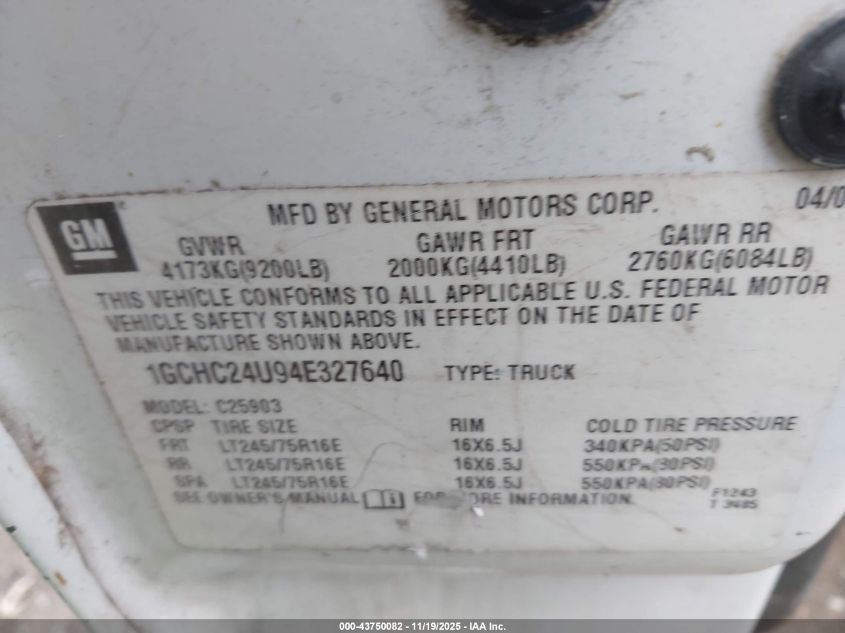 MFD BY GENERAL MOTORS CORP. 04/0
GM
GVWR GAWR FRT GAWR RR
4173KG(9200LB) 2000KG(4410LB) 2760KG(6084LB)
THIS VEHICLE CONFORMS TO ALL APPLICABLE U.S. FEDERAL MOTOR
VEHICLE SAFETY STANDARDS IN EFFECT ON THE DATE OF
MANUFACTURE SHOWN ABOVE.
1GCHC24U94E327640 TYPE: TRUCK
MODEL: C25903
CPSP TIRE SIZE RIM COLD TIRE PRESSURE
FRT LT245/75R16E 16X6.5J 340KPA(50PSI)
RR LT245/75R16E 16X6.5J 550KPA(80PSI)
SPA LT245/75R16E 16X6.5J 550KPA(80PSI)
SEE OWNER'S MANUAL FOR MORE INFORMATION.
F1243
T 3485
000-43750082 - 11/19/2025 - IAA Inc.